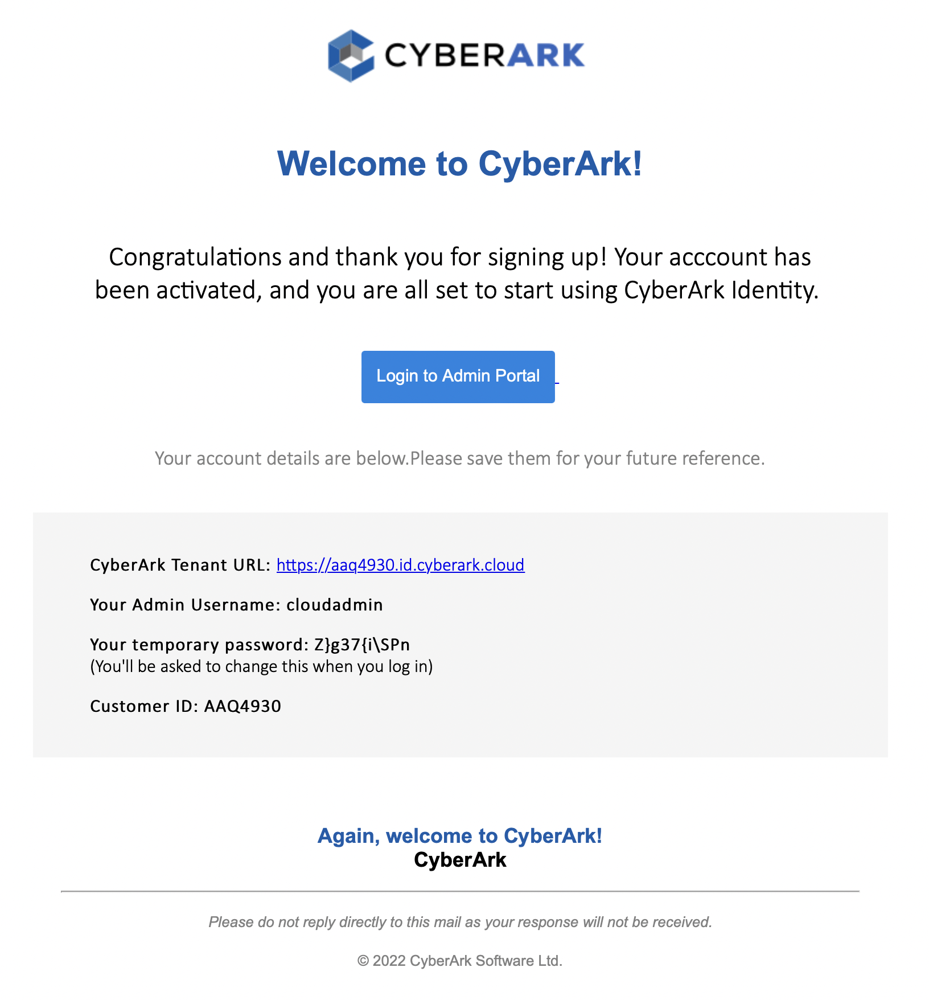 CYBERARK
Welcome to CyberArk!
Congratulations and thank you for signing up! Your acccount has
been activated, and you are all set to start using CyberArk Identity.
Login to Admin Portal
Your account details are below.Please save them for your future reference.
CyberArk Tenant URL: https://aaq4930.id.cyberark.cloud
Your Admin Username: cloudadmin
Your temporary password: Z}g37{i\SPn
(You'll be asked to change this when you log in)
Customer ID: AAQ4930
Again, welcome to CyberArk!
CyberArk
Please do not reply directly to this mail as your response will not be received.
© 2022 CyberArk Software Ltd.